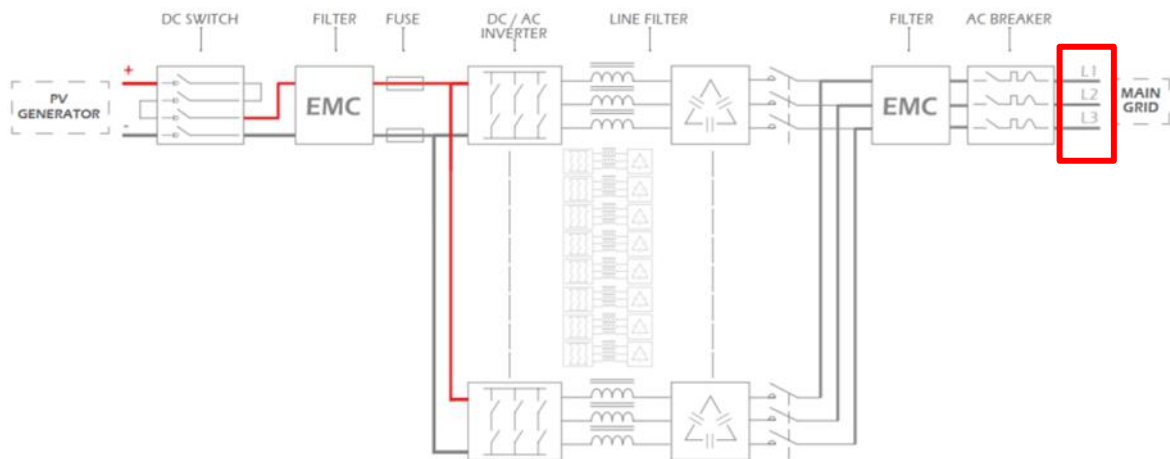 DC SWITCH
FILTER
FUSE
DC / AC
INVERTER
LINE FILTER
FILTER
AC BREAKER
+
PV
GENERATOR
-
EMC
EMC
L1
L2
L3
MAIN
GRID